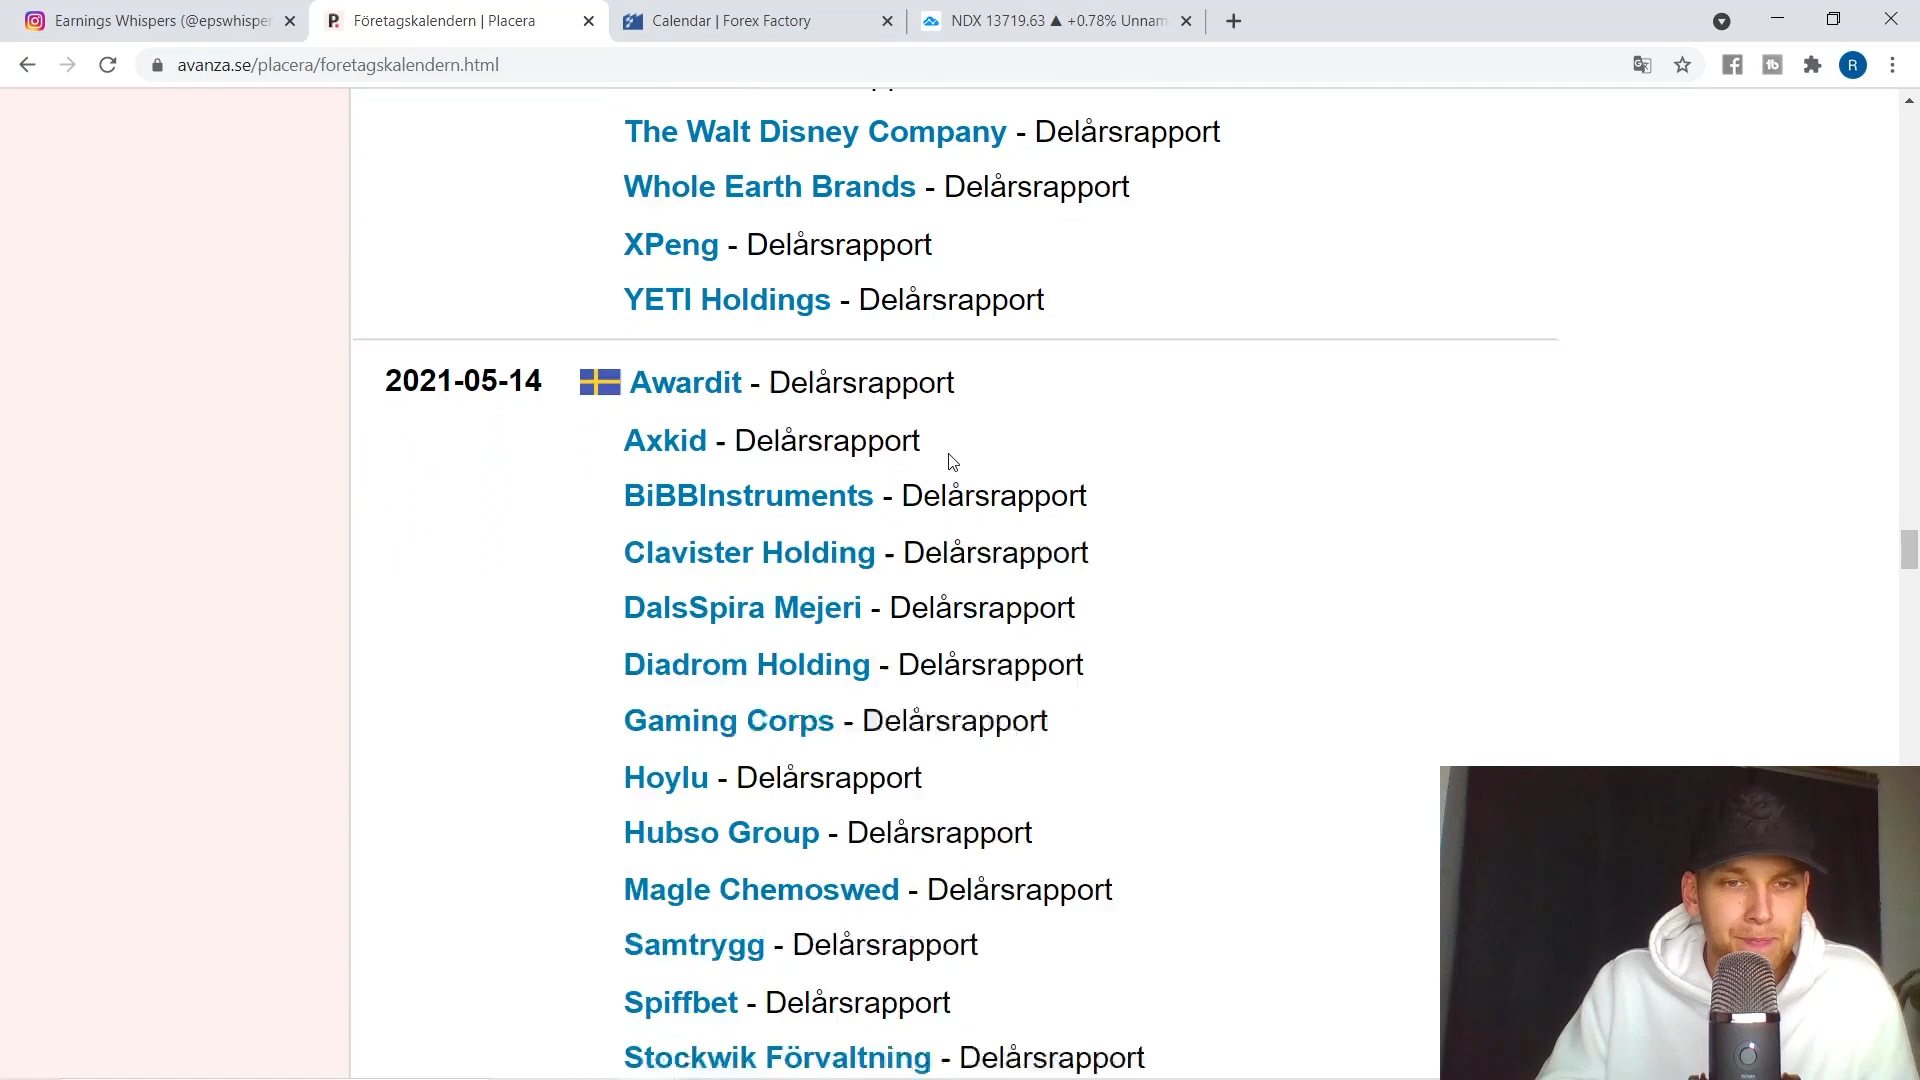 Earnings Whispers (@epswhisper
Företagskalendern | Placera
Calendar | Forex Factory
NDX 13719.63 ▲ +0.78% Unnam
avanza.se/placera/foretagskalendern.html
R
The Walt Disney Company - Delårsrapport
Whole Earth Brands - Delårsrapport
XPeng - Delårsrapport
YETI Holdings - Delårsrapport
2021-05-14
Awardit - Delårsrapport
Axkid - Delårsrapport
BiBBInstruments - Delårsrapport
Clavister Holding - Delårsrapport
DalsSpira Mejeri - Delårsrapport
Diadrom Holding - Delårsrapport
Gaming Corps - Delårsrapport
Hoylu - Delårsrapport
Hubso Group - Delårsrapport
Magle Chemoswed - Delårsrapport
Samtrygg - Delårsrapport
Spiffbet - Delårsrapport
Stockwik Förvaltning - Delårsrapport